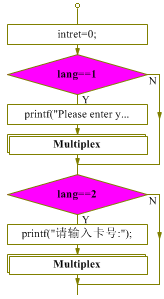 intret=0;
lang==1
N
Y
printf("Please enter y...
Multiplex
lang==2
N
Y
printf("请输入卡号:");
Multiplex